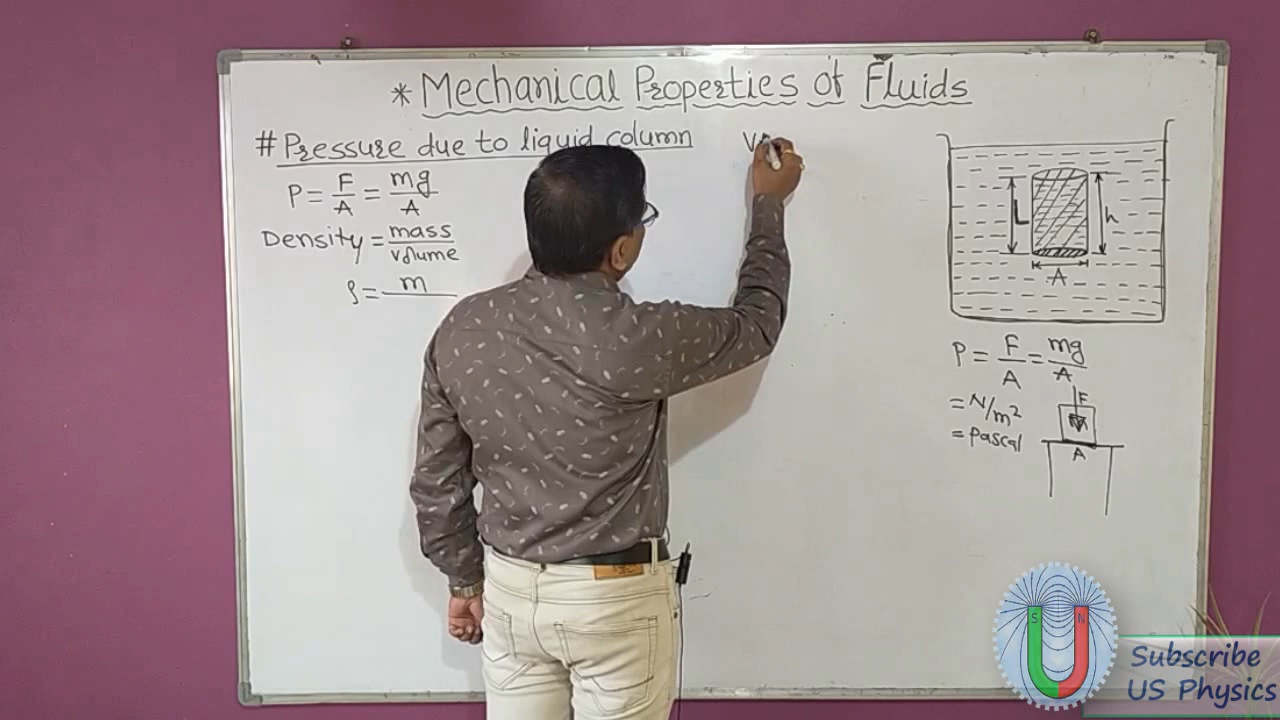 * Mechanical Properties of Fluids
# Pressure due to liquid column
P = F/A = mg/A
Density = mass/volume
ρ = m
L
h
A
P = F/A = mg/A
= N/m²
= pascal
F
A
S N
Subscribe
US Physics